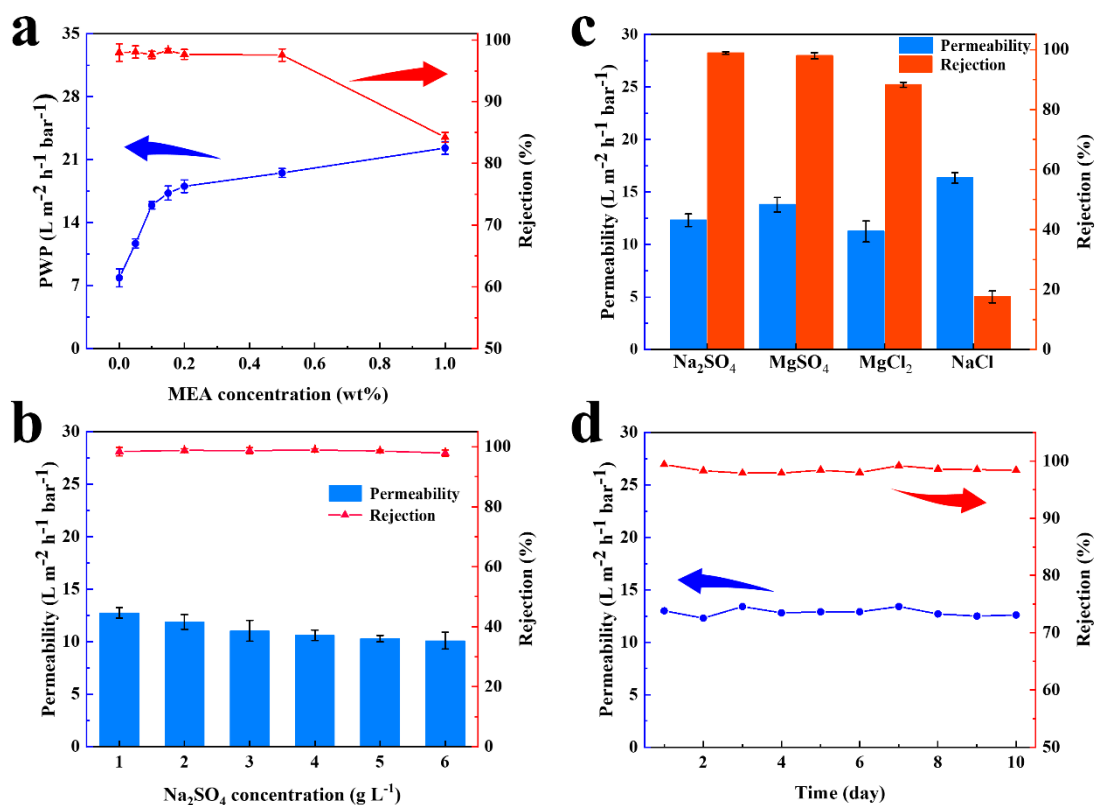 a
35
28
21
14
7
0
PWP (L m⁻² h⁻¹ bar⁻¹)
100
90
80
70
60
50
Rejection (%)
0.0 0.2 0.4 0.6 0.8 1.0
MEA concentration (wt%)
c
30
25
20
15
10
5
0
Permeability (L m⁻² h⁻¹ bar⁻¹)
Permeability
Rejection
100
80
60
40
20
0
Rejection (%)
Na₂SO₄ MgSO₄ MgCl₂ NaCl
b
30
25
20
15
10
5
0
Permeability (L m⁻² h⁻¹ bar⁻¹)
Permeability
Rejection
100
80
60
40
20
0
Rejection (%)
1 2 3 4 5 6
Na₂SO₄ concentration (g L⁻¹)
d
30
25
20
15
10
5
0
Permeability (L m⁻² h⁻¹ bar⁻¹)
100
90
80
70
60
50
Rejection (%)
2 4 6 8 10
Time (day)